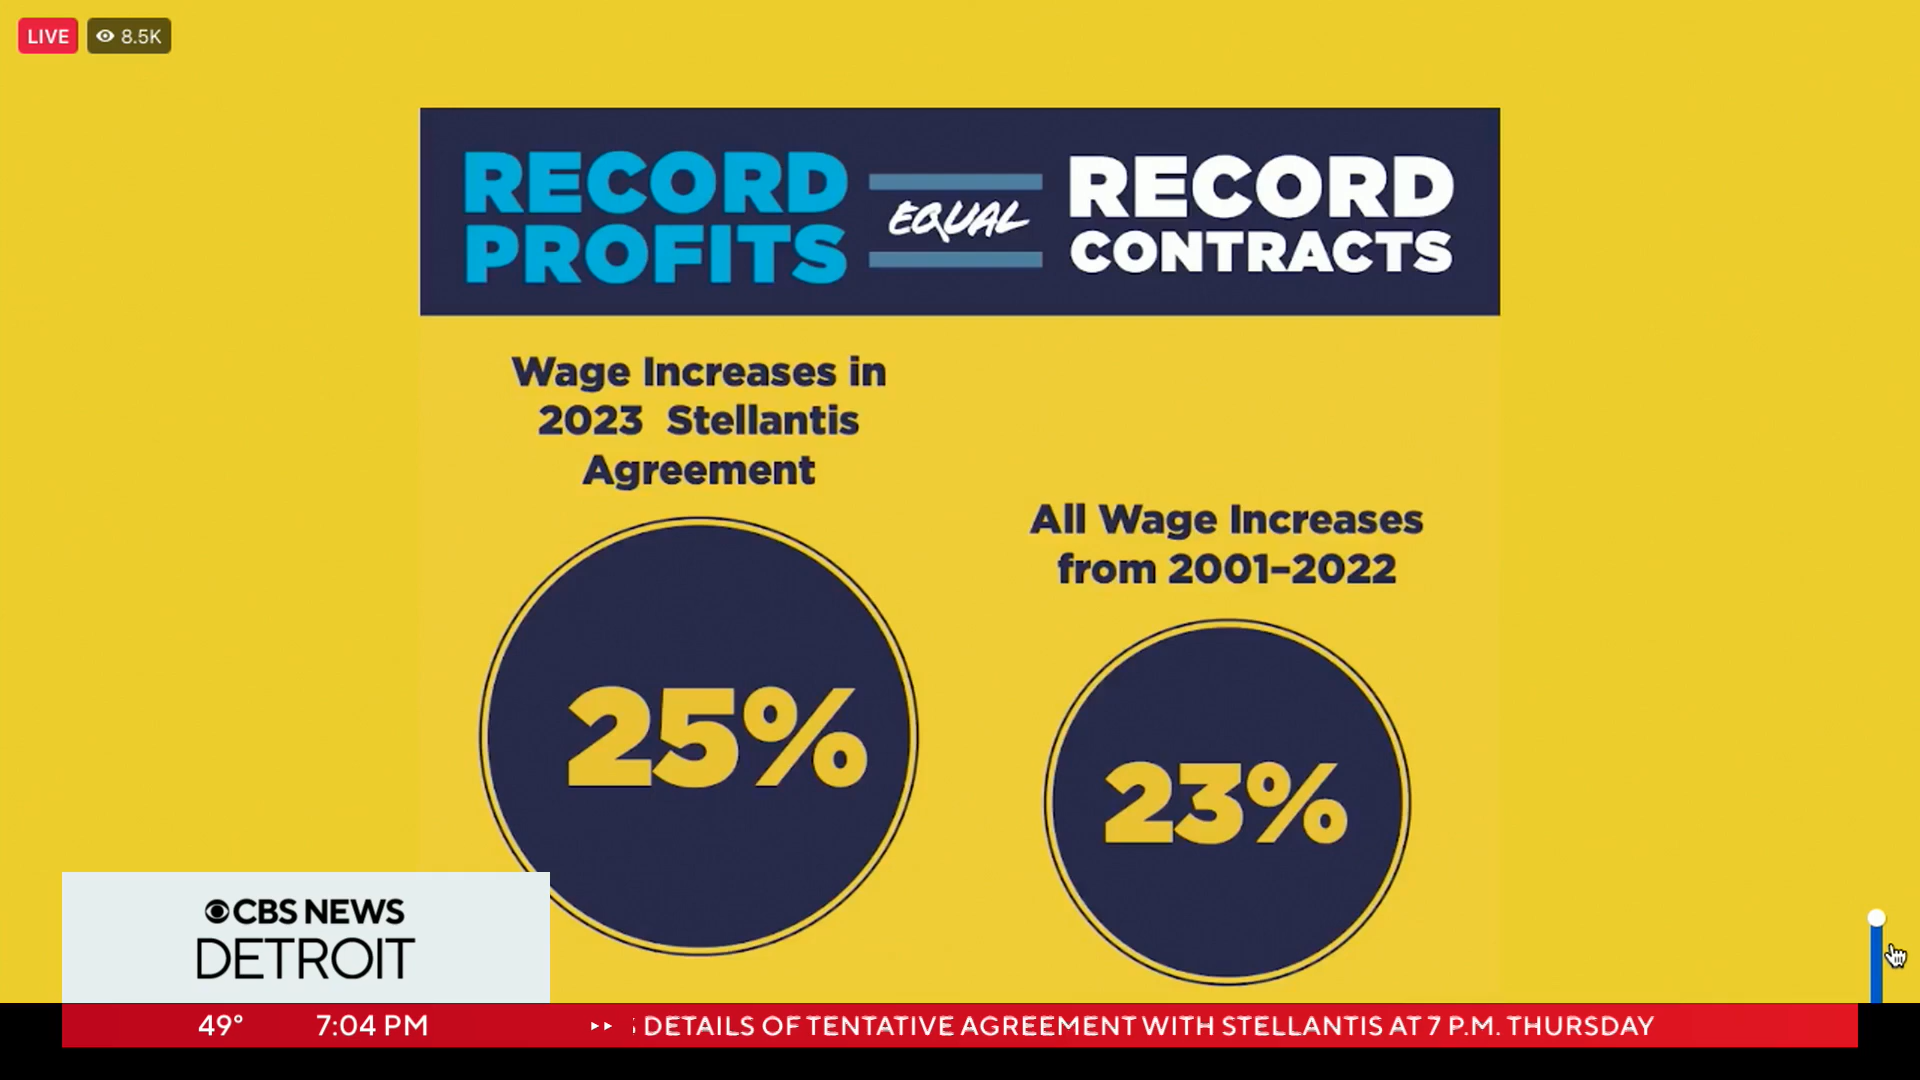 LIVE 8.5K
RECORD
PROFITS
EQUAL
RECORD
CONTRACTS
Wage Increases in
2023 Stellantis
Agreement
25%
All Wage Increases
from 2001–2022
23%
CBS NEWS
DETROIT
49° 7:04 PM DETAILS OF TENTATIVE AGREEMENT WITH STELLANTIS AT 7 P.M. THURSDAY